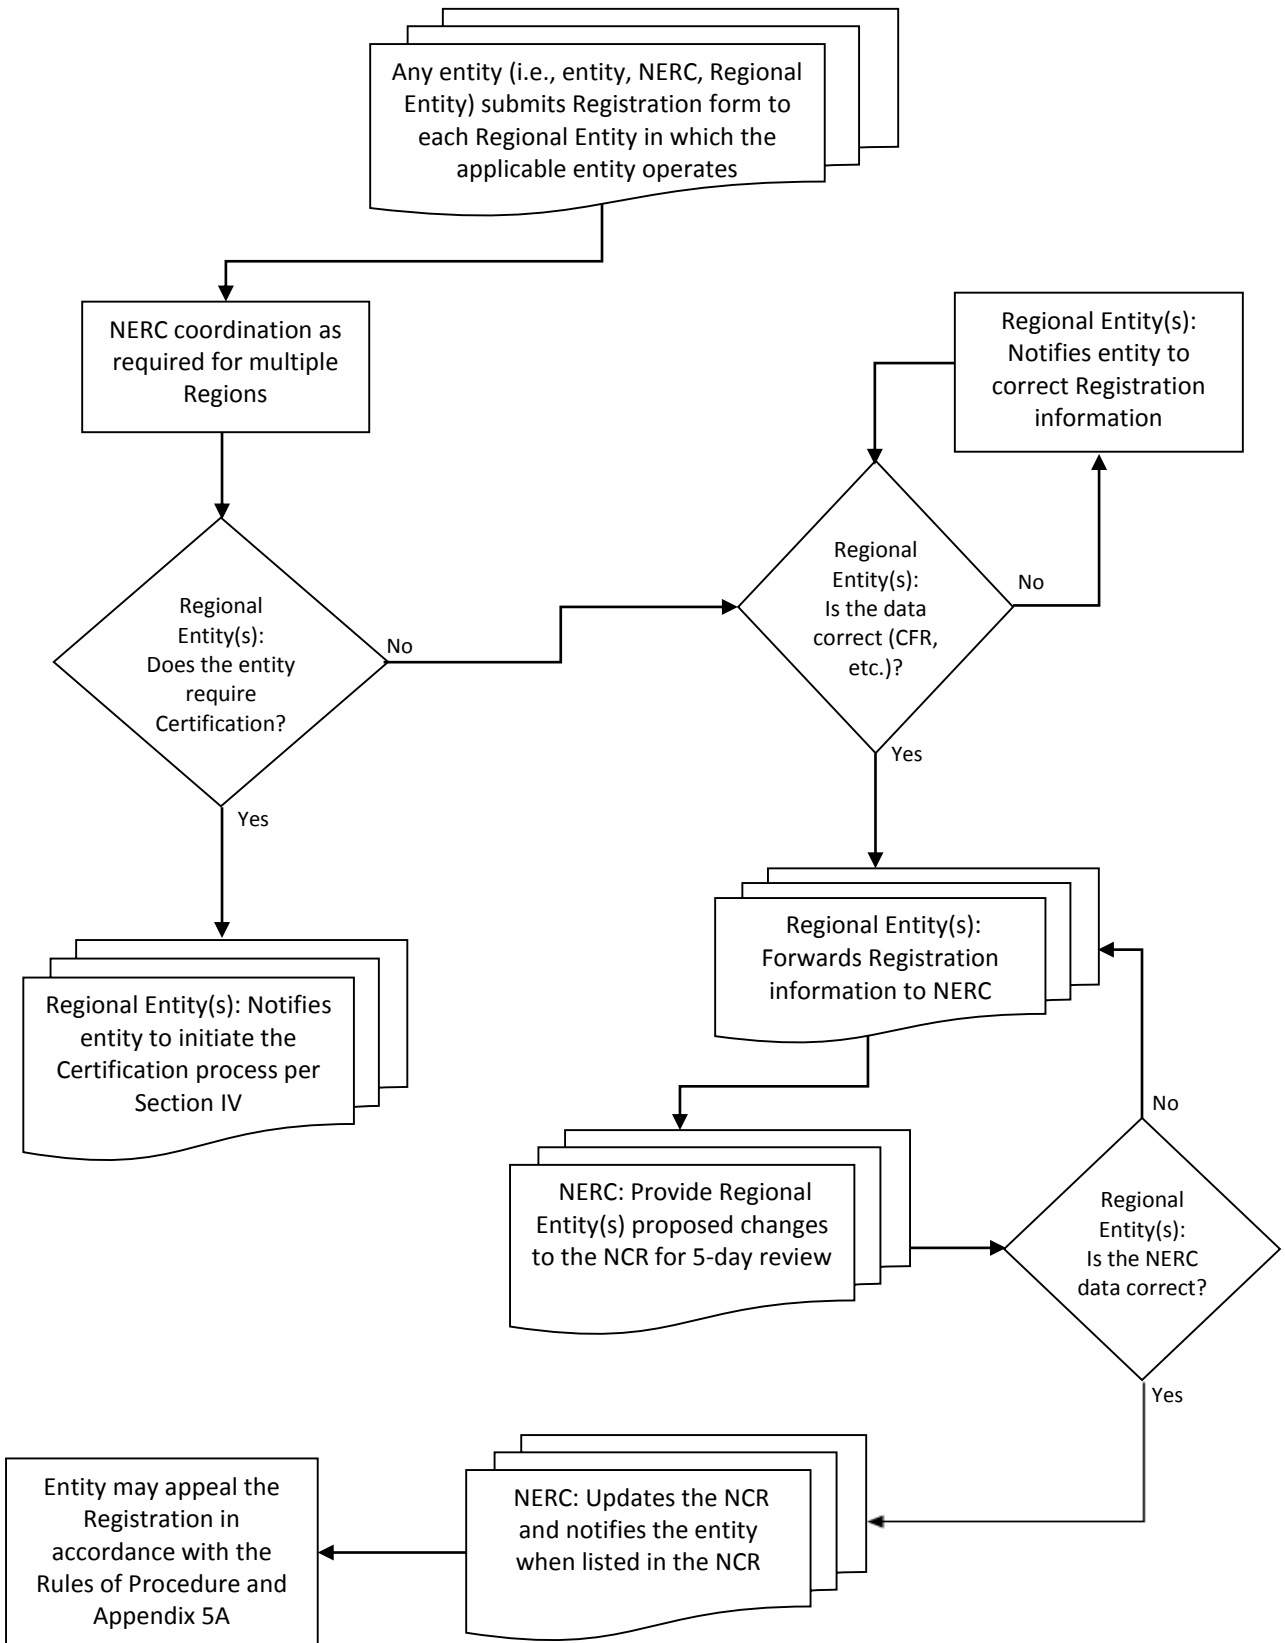 Any entity (i.e., entity, NERC, Regional
Entity) submits Registration form to
each Regional Entity in which the
applicable entity operates
NERC coordination as
required for multiple
Regions
Regional Entity(s):
Notifies entity to
correct Registration
information
Regional
Entity(s):
Is the data
correct (CFR,
etc.)?
No
Regional
Entity(s):
Does the entity
require
Certification?
No
Yes
Yes
Regional Entity(s):
Forwards Registration
information to NERC
Regional Entity(s): Notifies
entity to initiate the
Certification process per
Section IV
No
NERC: Provide Regional
Entity(s) proposed changes
to the NCR for 5-day review
Regional
Entity(s):
Is the NERC
data correct?
Yes
NERC: Updates the NCR
and notifies the entity
when listed in the NCR
Entity may appeal the
Registration in
accordance with the
Rules of Procedure and
Appendix 5A